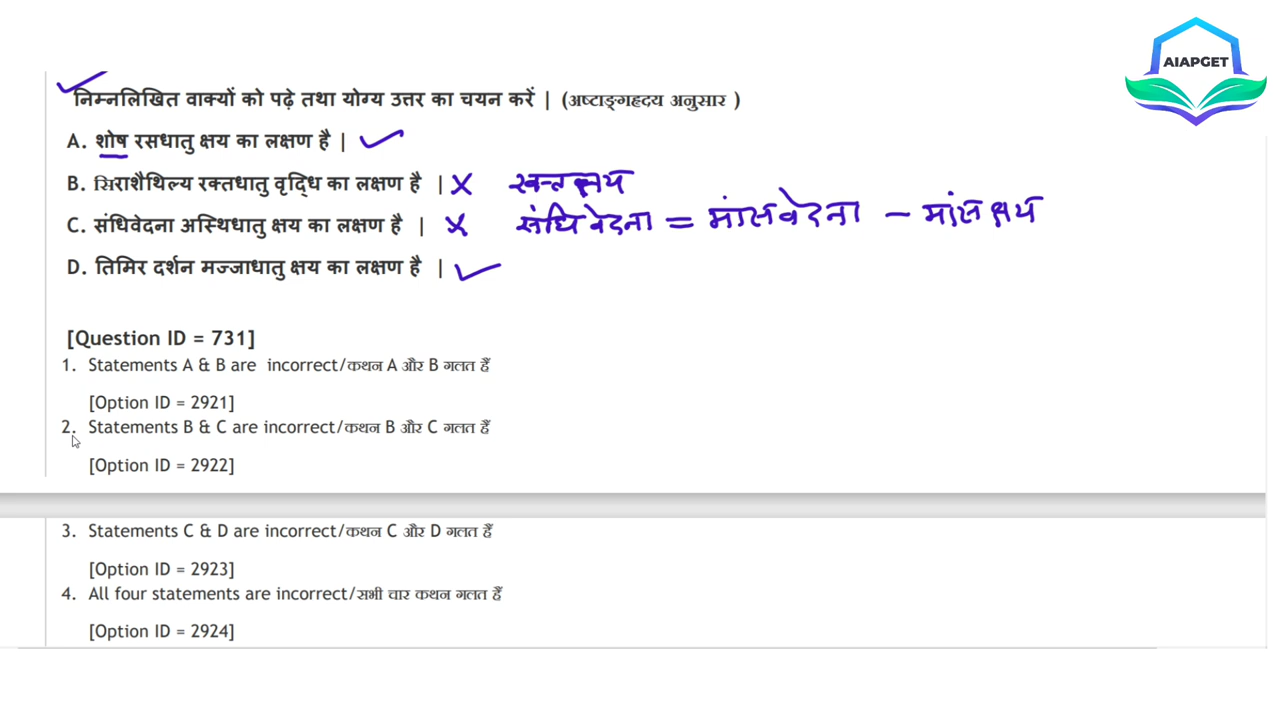 AIAPGET
निम्नलिखित वाक्यों को पढ़े तथा योग्य उत्तर का चयन करें | (अष्टाङ्गहृदय अनुसार )
A. शोष रसधातु क्षय का लक्षण है |
B. सिराशैथिल्य रक्तधातु वृद्धि का लक्षण है | रक्त क्षय
C. संधिवेदना अस्थिधातु क्षय का लक्षण है | संधि वेदना = मांसवेदना - मांस क्षय
D. तिमिर दर्शन मज्जाधातु क्षय का लक्षण है |
[Question ID = 731]
1. Statements A & B are incorrect/कथन A और B गलत हैं
[Option ID = 2921]
2. Statements B & C are incorrect/कथन B और C गलत हैं
[Option ID = 2922]
3. Statements C & D are incorrect/कथन C और D गलत हैं
[Option ID = 2923]
4. All four statements are incorrect/सभी चार कथन गलत हैं
[Option ID = 2924]